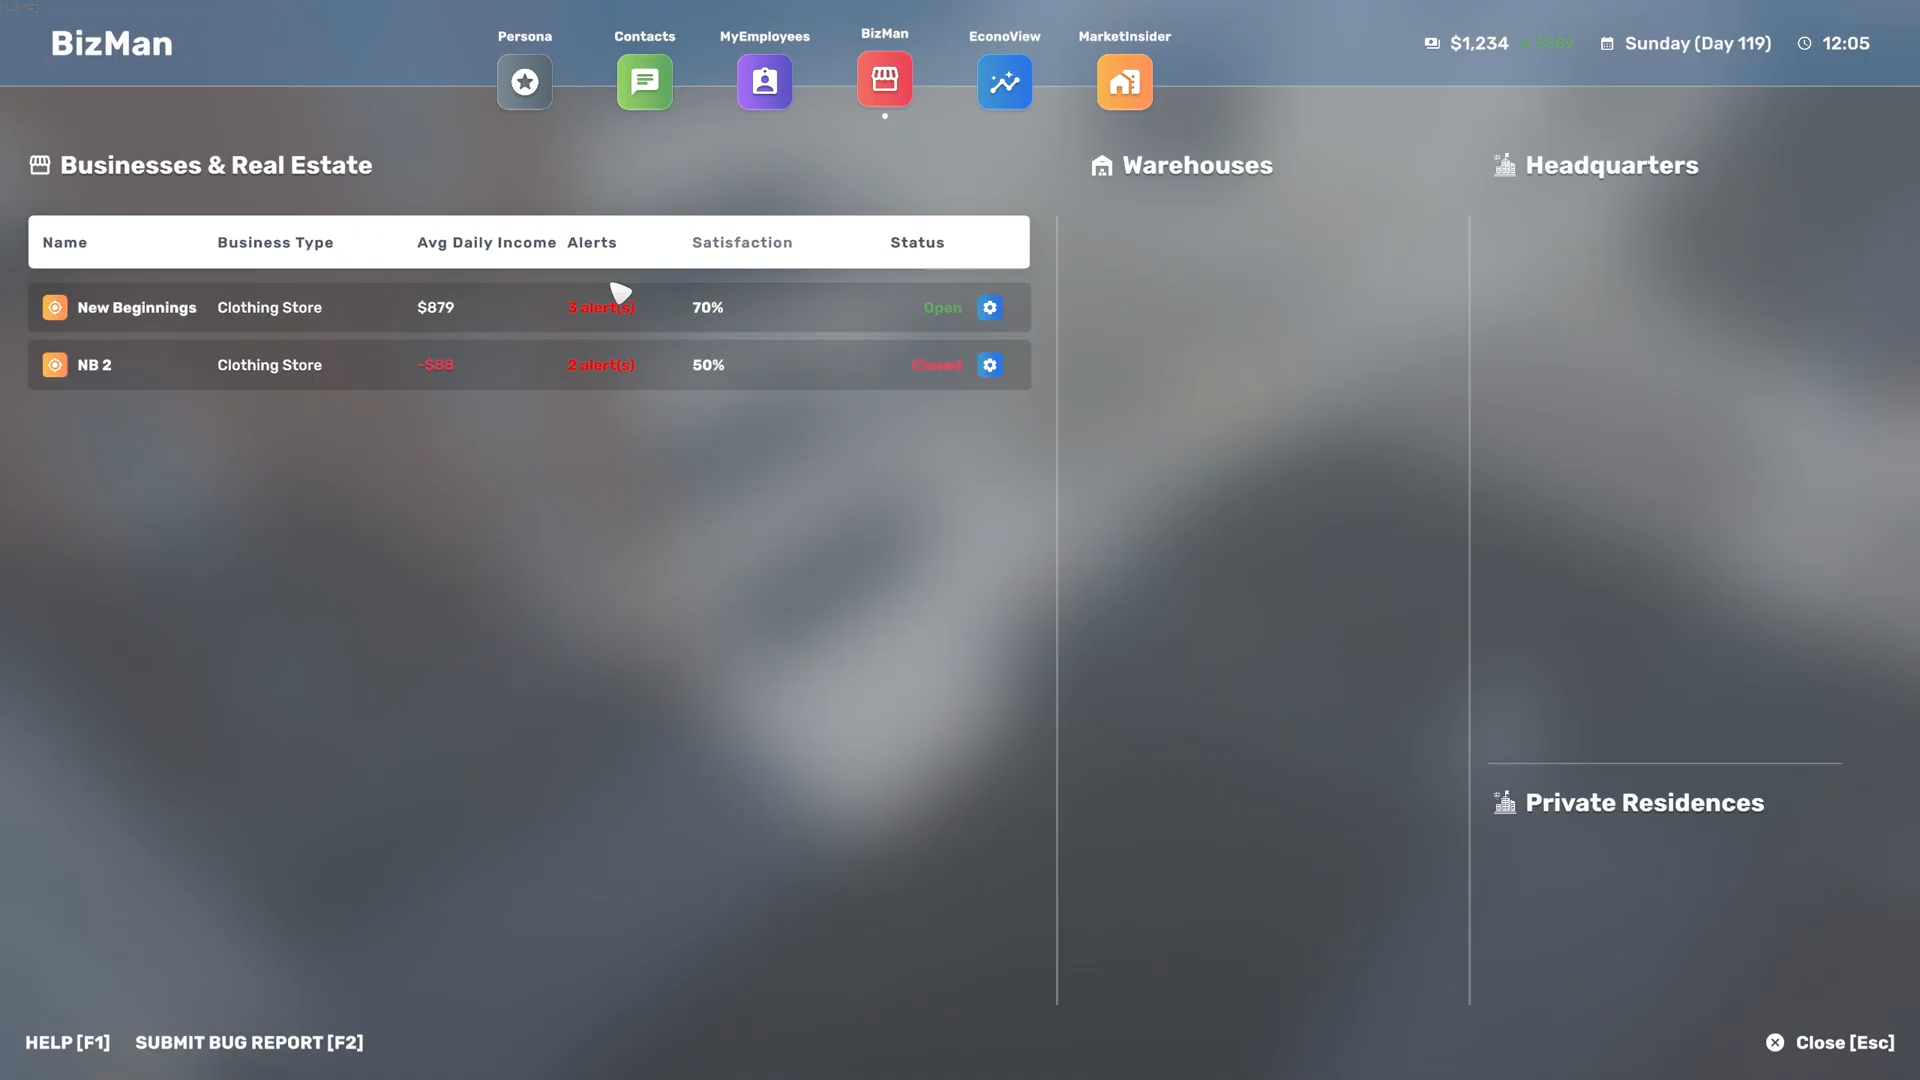 BizMan
Persona
Contacts
MyEmployees
BizMan
EconoView
MarketInsider
$1,234
Sunday (Day 119)
12:05
Businesses & Real Estate
Warehouses
Headquarters
Name Business Type Avg Daily Income Alerts Satisfaction Status
New Beginnings Clothing Store $879 3 alert(s) 70% Open
NB 2 Clothing Store -$88 2 alert(s) 50% Closed
Private Residences
HELP [F1] SUBMIT BUG REPORT [F2]
Close [Esc]